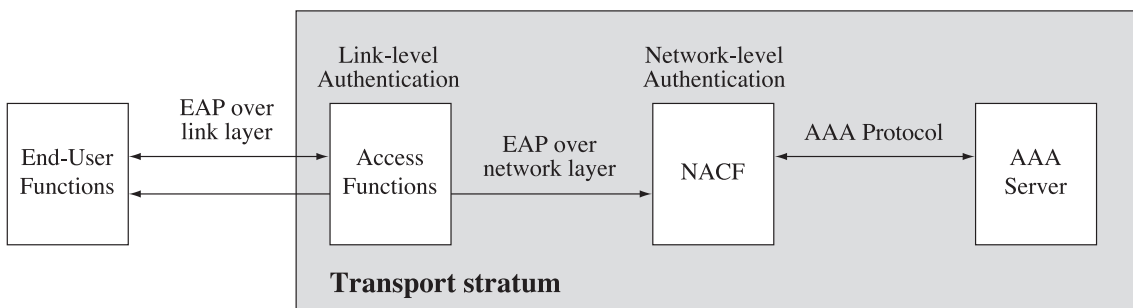 Link-level
Authentication
Network-level
Authentication
EAP over
link layer
End-User
Functions
Access
Functions
EAP over
network layer
NACF
AAA Protocol
AAA
Server
Transport stratum